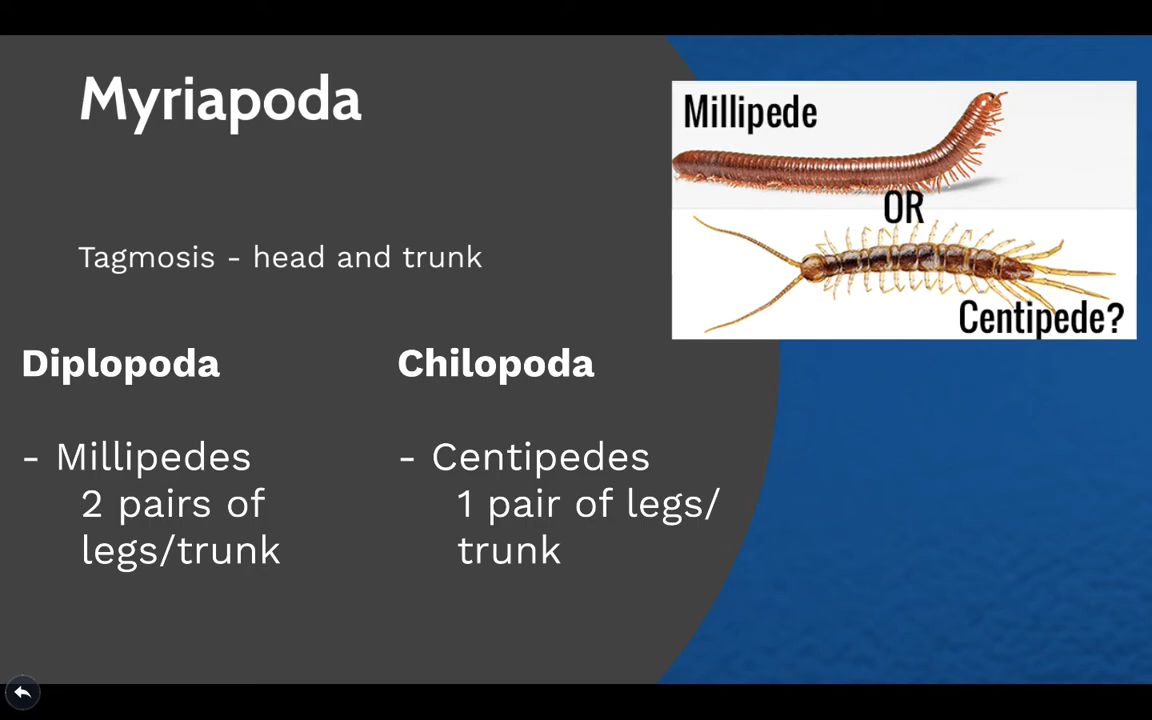 Myriapoda
Millipede
OR
Centipede?
Tagmosis - head and trunk
Diplopoda
- Millipedes
2 pairs of
legs/trunk
Chilopoda
- Centipedes
1 pair of legs/
trunk